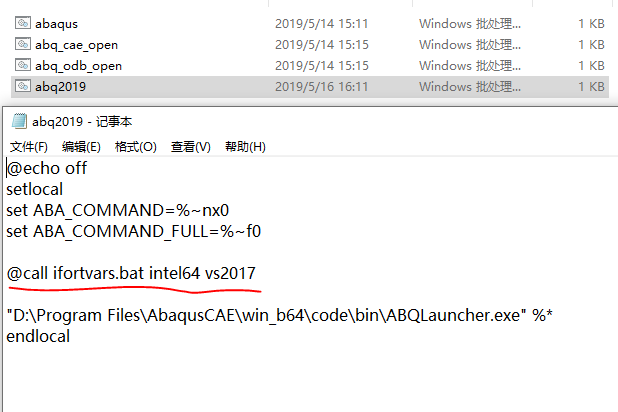 abaqus 2019/5/14 15:11 Windows 批处理... 1 KB
abq_cae_open 2019/5/14 15:15 Windows 批处理... 1 KB
abq_odb_open 2019/5/14 15:15 Windows 批处理... 1 KB
abq2019 2019/5/16 16:11 Windows 批处理... 1 KB
abq2019 - 记事本
文件(F) 编辑(E) 格式(O) 查看(V) 帮助(H)
@echo off
setlocal
set ABA_COMMAND=%~nx0
set ABA_COMMAND_FULL=%~f0
@call ifortvars.bat intel64 vs2017
"D:\Program Files\AbaqusCAE\win_b64\code\bin\ABQLauncher.exe" %*
endlocal